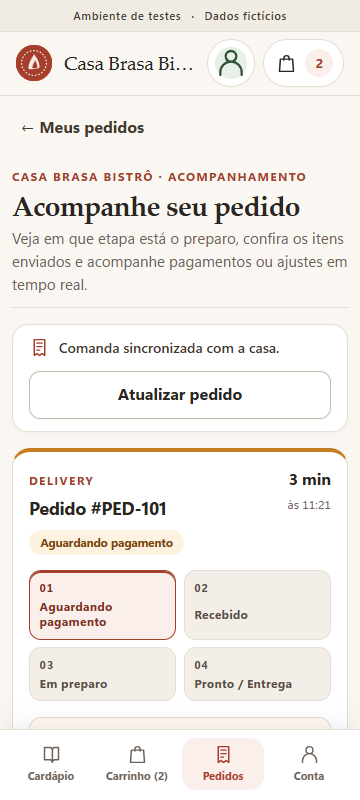 Ambiente de testes · Dados fictícios
Casa Brasa Bi...
2
← Meus pedidos
CASA BRASA BISTRÔ · ACOMPANHAMENTO
Acompanhe seu pedido
Veja em que etapa está o preparo, confira os itens
enviados e acompanhe pagamentos ou ajustes em
tempo real.
Comanda sincronizada com a casa.
Atualizar pedido
DELIVERY
3 min
Pedido #PED-101
às 11:21
Aguardando pagamento
01
Aguardando
pagamento
02
Recebido
03
Em preparo
04
Pronto / Entrega
Cardápio
Carrinho (2)
Pedidos
Conta